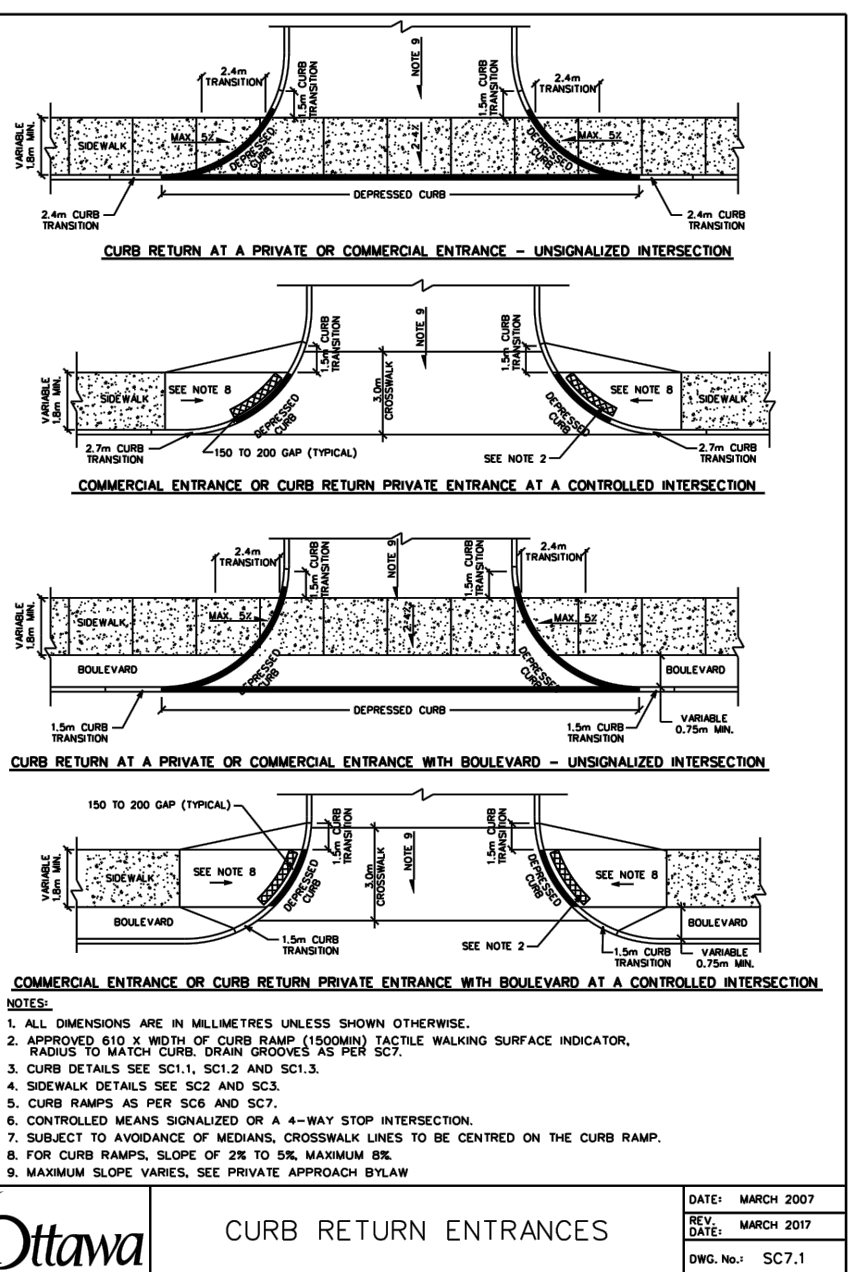 NOTE 9
2.4m
TRANSITION
1.5m CURB
TRANSITION
1.5m CURB
TRANSITION
2.4m
TRANSITION
VARIABLE
1.8m MIN.
SIDEWALK
MAX. 5%
DEPRESSED
CURB
2-4%
DEPRESSED
CURB
MAX. 5%
DEPRESSED CURB
2.4m CURB
TRANSITION
2.4m CURB
TRANSITION
CURB RETURN AT A PRIVATE OR COMMERCIAL ENTRANCE - UNSIGNALIZED INTERSECTION
NOTE 9
1.5m CURB
TRANSITION
1.5m CURB
TRANSITION
VARIABLE
1.8m MIN.
SIDEWALK
SEE NOTE 8
3.0m
CROSSWALK
SEE NOTE 8
SIDEWALK
DEPRESSED
CURB
DEPRESSED
CURB
2.7m CURB
TRANSITION
150 TO 200 GAP (TYPICAL)
SEE NOTE 2
2.7m CURB
TRANSITION
COMMERCIAL ENTRANCE OR CURB RETURN PRIVATE ENTRANCE AT A CONTROLLED INTERSECTION
2.4m
TRANSITION
1.5m CURB
TRANSITION
NOTE 9
1.5m CURB
TRANSITION
2.4m
TRANSITION
VARIABLE
1.8m MIN.
SIDEWALK
MAX. 5%
2-4%
MAX. 5%
BOULEVARD
DEPRESSED
CURB
DEPRESSED
CURB
BOULEVARD
DEPRESSED CURB
1.5m CURB
TRANSITION
1.5m CURB
TRANSITION
VARIABLE
0.75m MIN.
CURB RETURN AT A PRIVATE OR COMMERCIAL ENTRANCE WITH BOULEVARD - UNSIGNALIZED INTERSECTION
150 TO 200 GAP (TYPICAL)
1.5m CURB
TRANSITION
NOTE 9
1.5m CURB
TRANSITION
VARIABLE
1.8m MIN.
SIDEWALK
SEE NOTE 8
DEPRESSED
CURB
3.0m
CROSSWALK
DEPRESSED
CURB
SEE NOTE 8
BOULEVARD
BOULEVARD
1.5m CURB
TRANSITION
SEE NOTE 2
1.5m CURB
TRANSITION
VARIABLE
0.75m MIN.
COMMERCIAL ENTRANCE OR CURB RETURN PRIVATE ENTRANCE WITH BOULEVARD AT A CONTROLLED INTERSECTION
NOTES:
1. ALL DIMENSIONS ARE IN MILLIMETRES UNLESS SHOWN OTHERWISE.
2. APPROVED 610 X WIDTH OF CURB RAMP (1500MIN) TACTILE WALKING SURFACE INDICATOR,
RADIUS TO MATCH CURB. DRAIN GROOVES AS PER SC7.
3. CURB DETAILS SEE SC1.1, SC1.2 AND SC1.3.
4. SIDEWALK DETAILS SEE SC2 AND SC3.
5. CURB RAMPS AS PER SC6 AND SC7.
6. CONTROLLED MEANS SIGNALIZED OR A 4-WAY STOP INTERSECTION.
7. SUBJECT TO AVOIDANCE OF MEDIANS, CROSSWALK LINES TO BE CENTRED ON THE CURB RAMP.
8. FOR CURB RAMPS, SLOPE OF 2% TO 5%, MAXIMUM 8%.
9. MAXIMUM SLOPE VARIES, SEE PRIVATE APPROACH BYLAW
Ottawa
CURB RETURN ENTRANCES
DATE: MARCH 2007
REV.
DATE: MARCH 2017
DWG. No.: SC7.1